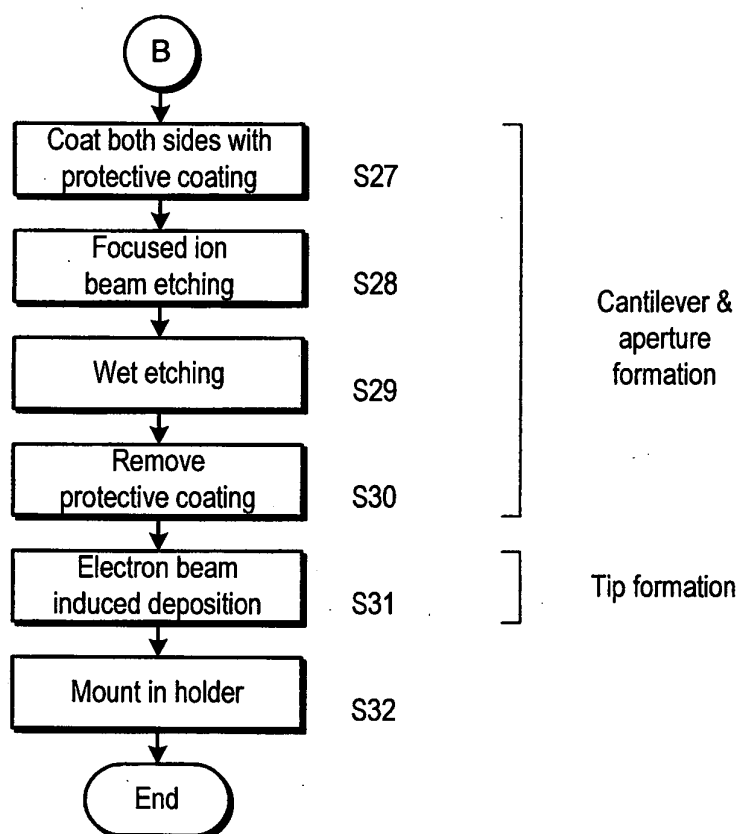 B
Coat both sides with
protective coating
S27
Focused ion
beam etching
S28
Wet etching
S29
Remove
protective coating
S30
Cantilever &
aperture
formation
Electron beam
induced deposition
S31
Tip formation
Mount in holder
S32
End